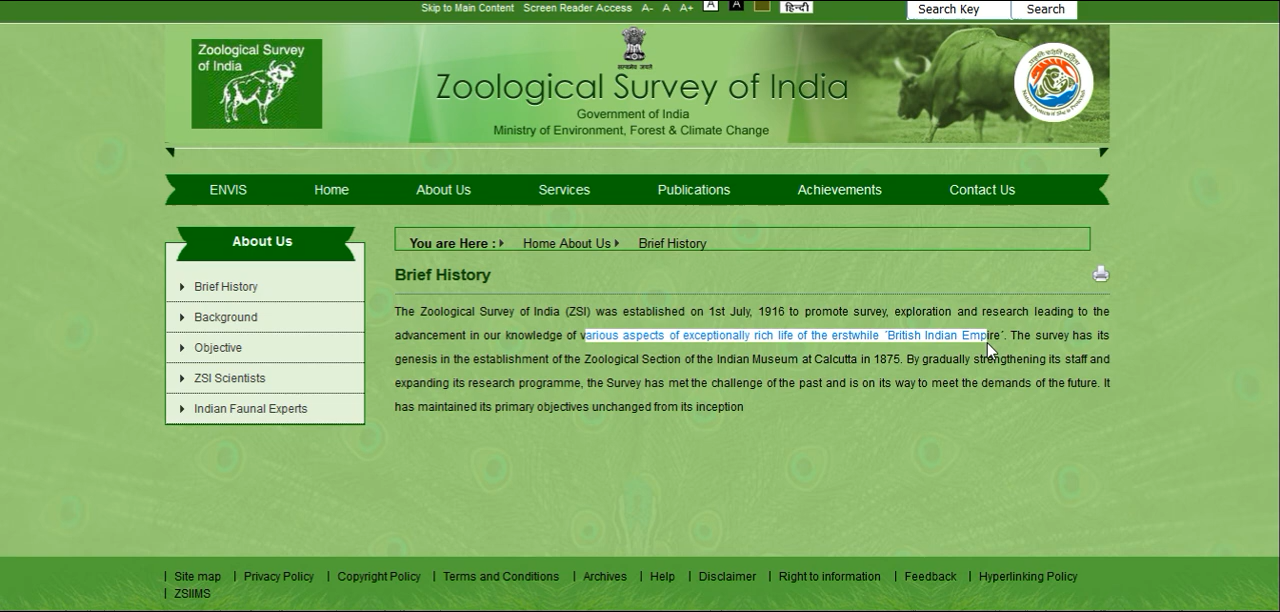 Skip to Main Content Screen Reader Access A- A A+ A A हिन्दी Search Key Search
Zoological Survey
of India
सत्यमेव जयते
Zoological Survey of India
Government of India
Ministry of Environment, Forest & Climate Change
ENVIS Home About Us Services Publications Achievements Contact Us
About Us
Brief History
Background
Objective
ZSI Scientists
Indian Faunal Experts
You are Here : Home About Us Brief History
Brief History
The Zoological Survey of India (ZSI) was established on 1st July, 1916 to promote survey, exploration and research leading to the
advancement in our knowledge of various aspects of exceptionally rich life of the erstwhile ´British Indian Empire´. The survey has its
genesis in the establishment of the Zoological Section of the Indian Museum at Calcutta in 1875. By gradually strengthening its staff and
expanding its research programme, the Survey has met the challenge of the past and is on its way to meet the demands of the future. It
has maintained its primary objectives unchanged from its inception
| Site map | Privacy Policy | Copyright Policy | Terms and Conditions | Archives | Help | Disclaimer | Right to information | Feedback | Hyperlinking Policy
| ZSIIMS